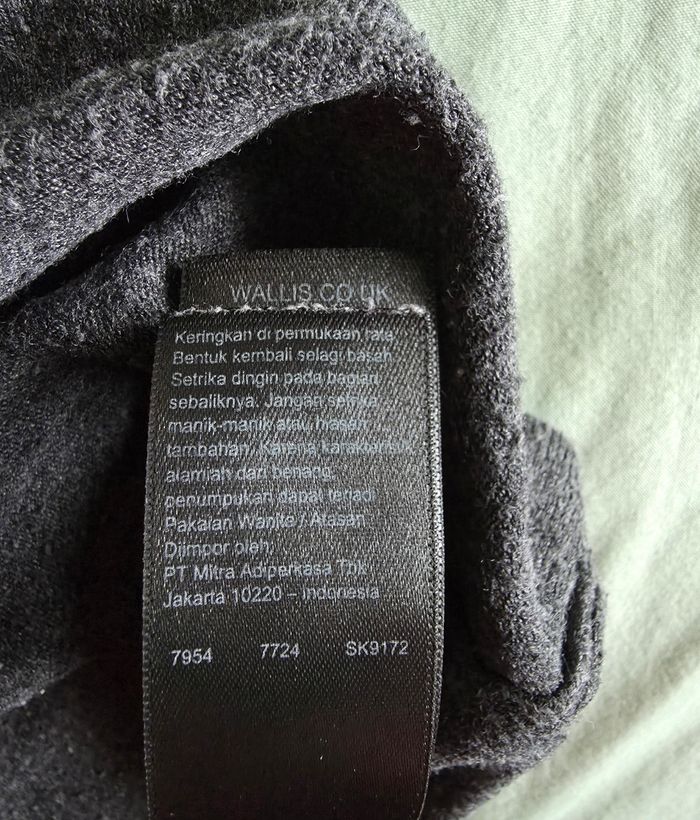 WALLIS.CO.UK
Keringkan di permukaan rata
Bentuk kembali selagi basah
Setrika dingin pada bagian
sebaliknya. Jangan setrika
manik-manik atau hiasan
tambahan. Karena karakteristik
alamiah dari benang,
penumpukan dapat terjadi
Pakaian Wanita / Atasan
Diimpor oleh:
PT Mitra Adiperkasa Tbk
Jakarta 10220 – Indonesia
7954 7724 SK9172